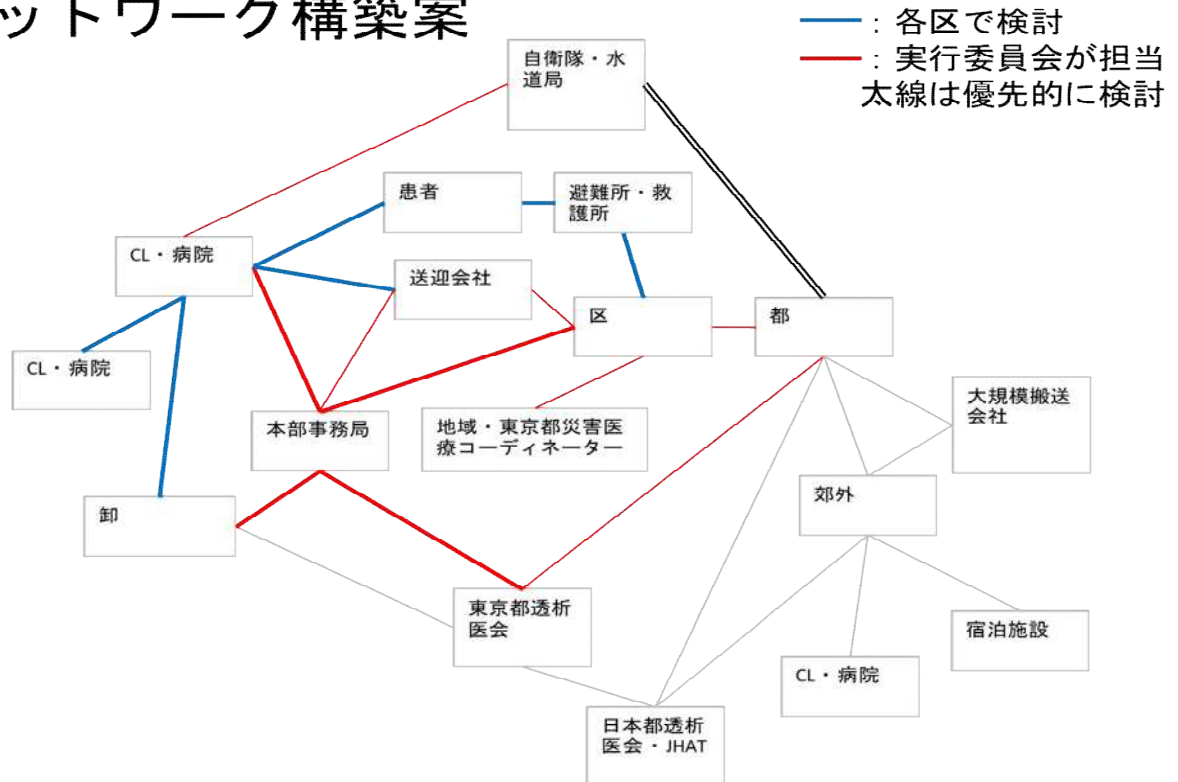 ットワーク構築案
：各区で検討
：実行委員会が担当
太線は優先的に検討
自衛隊・水
道局
患者
避難所・救
護所
CL・病院
送迎会社
区
都
CL・病院
大規模搬送
会社
本部事務局
地域・東京都災害医
療コーディネーター
郊外
卸
東京都透析
医会
宿泊施設
CL・病院
日本都透析
医会・JHAT